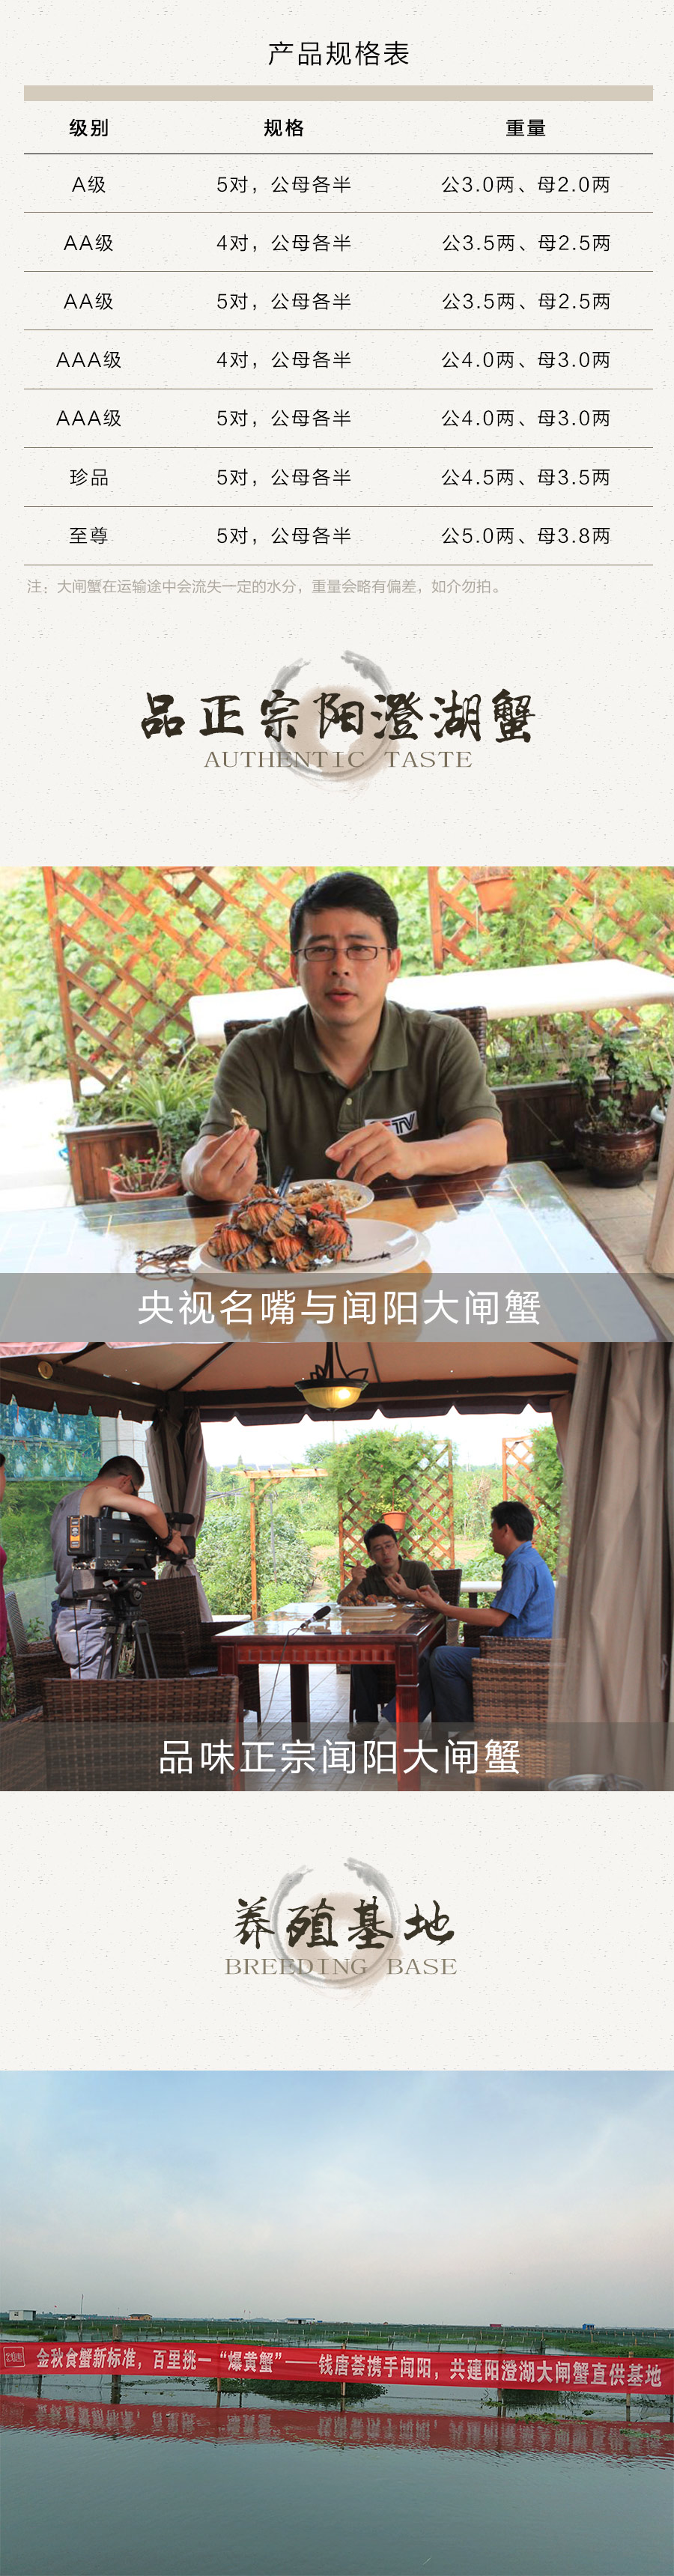 产品规格表
级别 规格 重量
A级 5对，公母各半 公3.0两、母2.0两
AA级 4对，公母各半 公3.5两、母2.5两
AA级 5对，公母各半 公3.5两、母2.5两
AAA级 4对，公母各半 公4.0两、母3.0两
AAA级 5对，公母各半 公4.0两、母3.0两
珍品 5对，公母各半 公4.5两、母3.5两
至尊 5对，公母各半 公5.0两、母3.8两
注：大闸蟹在运输途中会流失一定的水分，重量会略有偏差，如介勿拍。
品正宗阳澄湖蟹
AUTHENTIC TASTE
央视名嘴与闻阳大闸蟹
品味正宗闻阳大闸蟹
养殖基地
BREEDING BASE
金秋食蟹新标准，百里挑一“爆黄蟹”——钱唐荟携手闻阳，共建阳澄湖大闸蟹直供基地